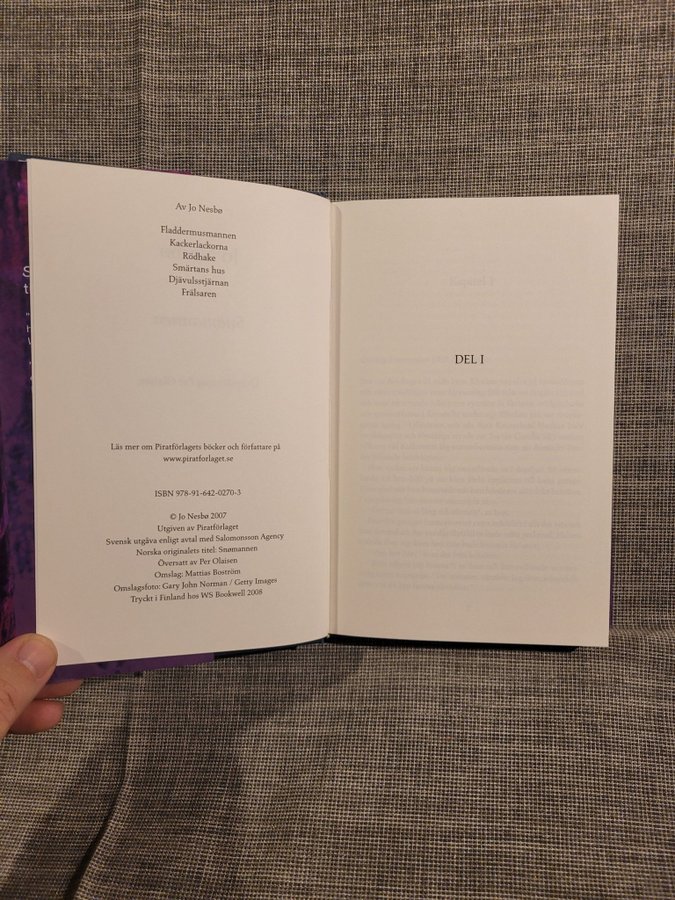 Av Jo Nesbø
Fladdermusmannen
Kackerlackorna
Rödhake
Smärtans hus
Djävulsstjärnan
Frälsaren
Läs mer om Piratförlagets böcker och författare på
www.piratforlaget.se
ISBN 978-91-642-0270-3
© Jo Nesbø 2007
Utgiven av Piratförlaget
Svensk utgåva enligt avtal med Salomonsson Agency
Norska originalets titel: Snømannen
Översatt av Per Olaisen
Omslag: Mattias Boström
Omslagsfoto: Gary John Norman / Getty Images
Tryckt i Finland hos WS Bookwell 2008
DEL I